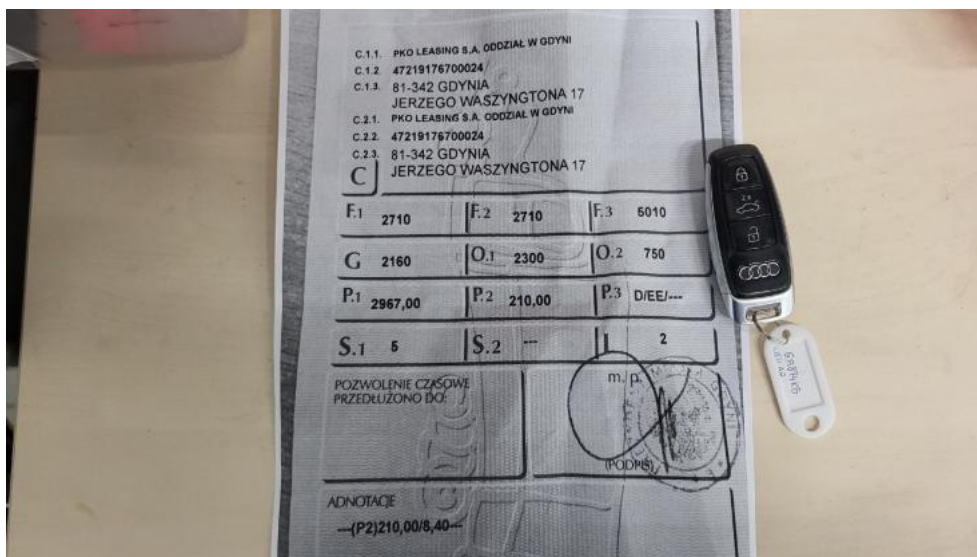 C.1.1. PKO LEASING S.A. ODDZIAŁ W GDYNI
C.1.2. 47219176700024
C.1.3. 81-342 GDYNIA
JERZEGO WASZYNGTONA 17
C.2.1. PKO LEASING S.A. ODDZIAŁ W GDYNI
C.2.2. 47219176700024
C.2.3. 81-342 GDYNIA
C JERZEGO WASZYNGTONA 17
F.1 2710 F.2 2710 F.3 5010
G 2160 O.1 2300 O.2 750
P.1 2967,00 P.2 210,00 P.3 D/EE/---
S.1 5 S.2 --- 2
POZWOLENIE CZASOWE
PRZEDŁUŻONO DO:
m. p.
(PODPIS)
ADNOTACJE
---(P2)210,00/8,40---